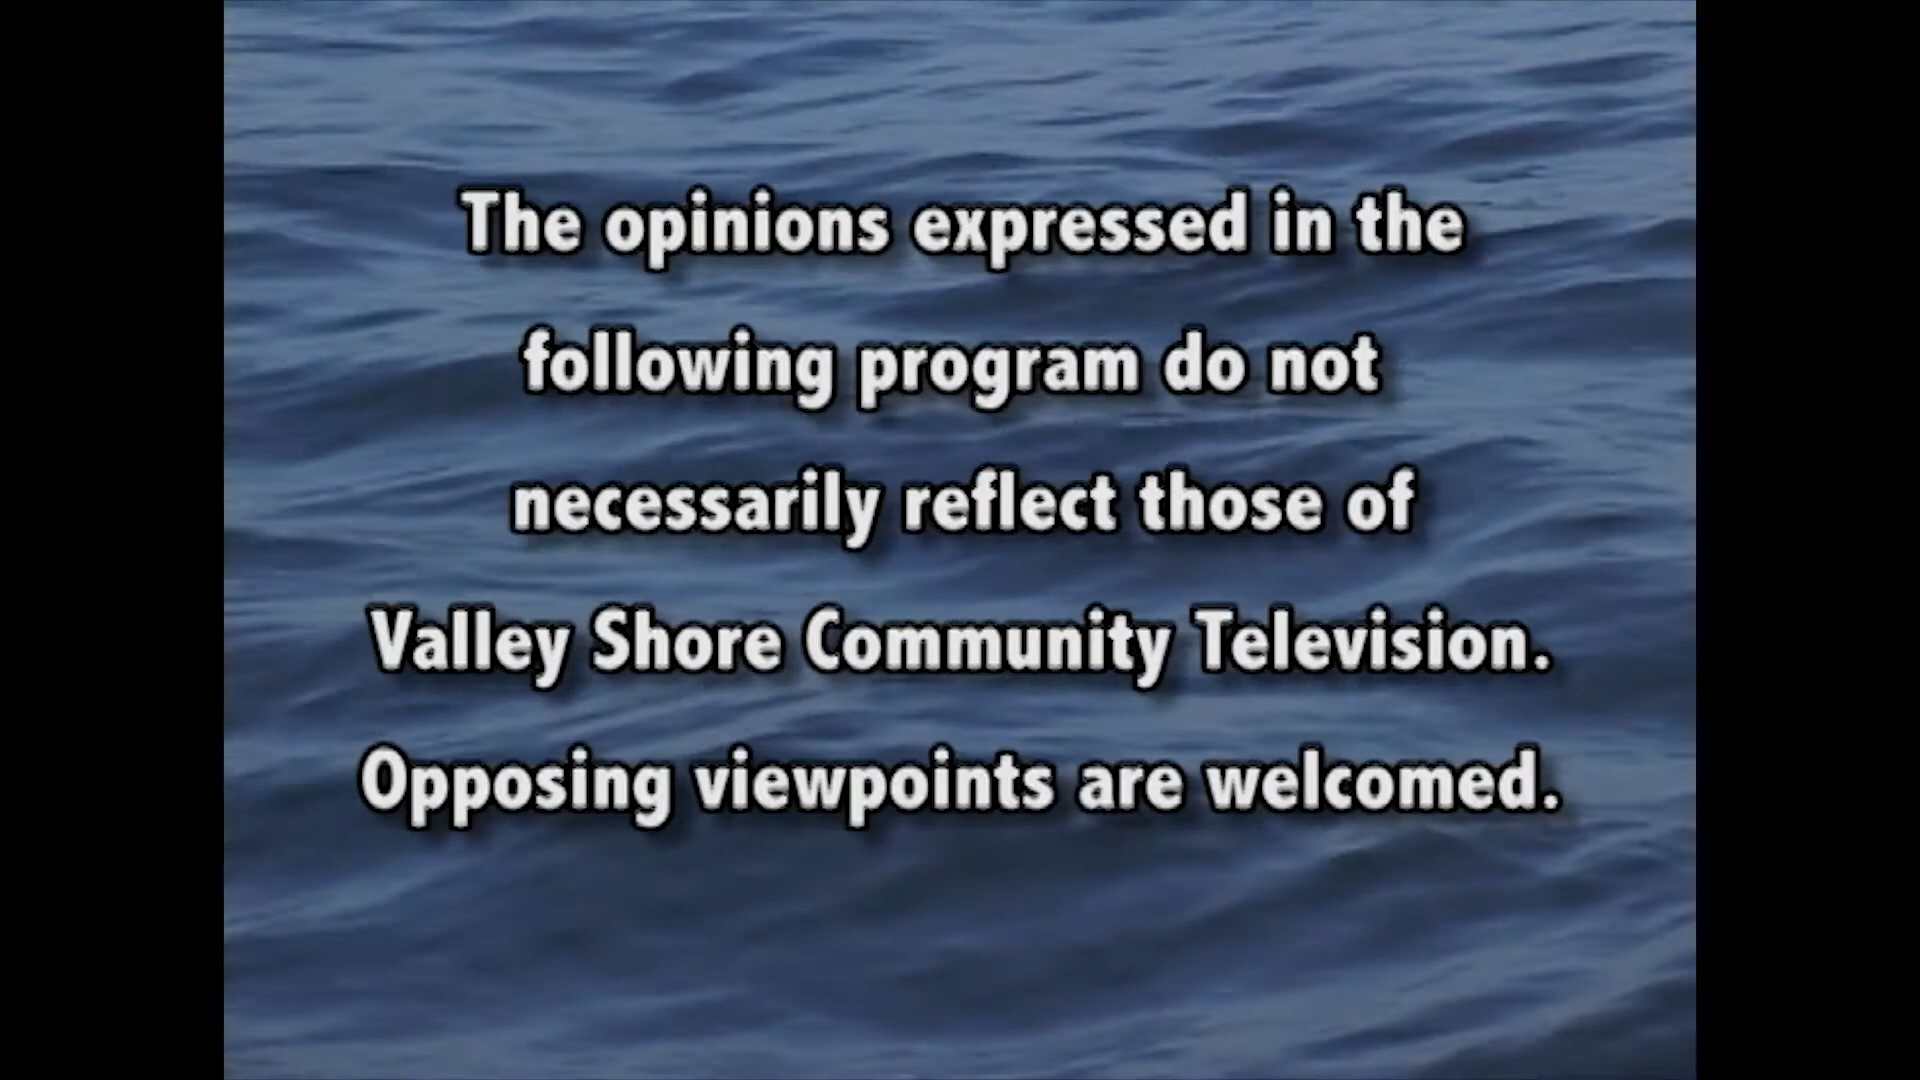 The opinions expressed in the
following program do not
necessarily reflect those of
Valley Shore Community Television.
Opposing viewpoints are welcomed.